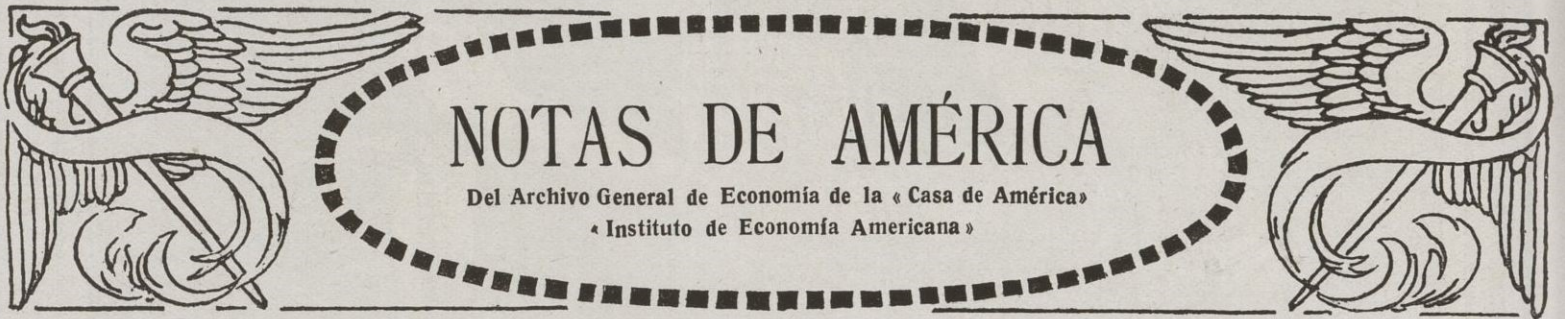 NOTAS DE AMÉRICA
Del Archivo General de Economía de la « Casa de América»
« Instituto de Economía Americana »